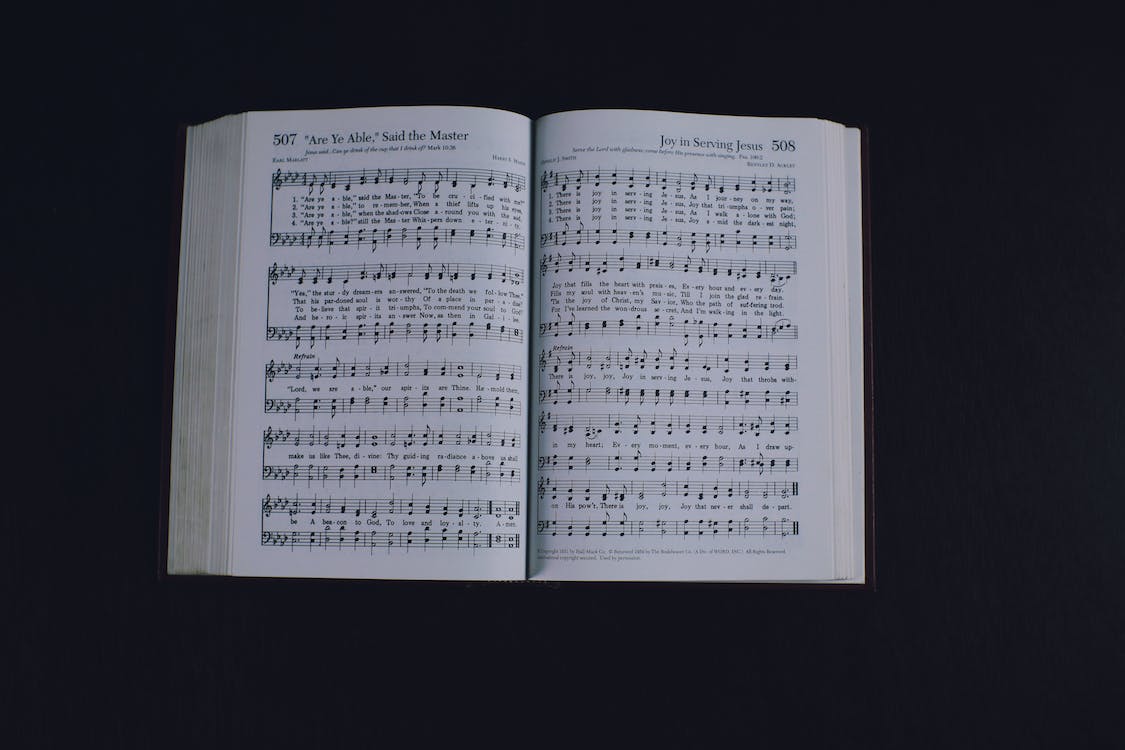 507 "Are Ye Able," Said the Master
Jesus said, Can ye drink of the cup that I drink of? Mark 10:38
EARL MARLATT
HARRY S. MASON
1. "Are ye a - ble," said the Mas - ter, "To be cru - ci - fied with me?"
2. "Are ye a - ble," to re - mem - ber, When a thief lifts up his eyes,
3. "Are ye a - ble," when the shad - ows Close a - round you with the sod,
4. "Are ye a - ble?" still the Mas - ter Whis - pers down e - ter - ni - ty,
"Yes," the stur - dy dream - ers an - swered, "To the death we fol - low Thee."
That his par - doned soul is wor - thy Of a place in par - a - dise?
To be - lieve that spir - it tri - umphs, To com - mend your soul to God?
And he - ro - ic spir - its an - swer Now, as then in Gal - i - lee.
Refrain
"Lord, we are a - ble," our spir - its are Thine. Re - mold them,
make us like Thee, di - vine: Thy guid - ing ra - diance a - bove us shall
be A bea - con to God, To love and loy - al - ty. A - men.
Joy in Serving Jesus 508
Serve the Lord with gladness: come before His presence with singing. Psa. 100:2
OSWALD J. SMITH
BENTLEY D. ACKLEY
1. There is joy in serv - ing Je - sus, As I jour - ney on my way,
2. There is joy in serv - ing Je - sus, Joy that tri - umphs o - ver pain;
3. There is joy in serv - ing Je - sus, As I walk a - lone with God;
4. There is joy in serv - ing Je - sus, Joy a - mid the dark - est night,
Joy that fills the heart with prais - es, Ev - ery hour and ev - ery day.
Fills my soul with heav - en's mu - sic, Till I join the glad re - frain.
'Tis the joy of Christ, my Sav - ior, Who the path of suf - fering trod.
For I've learned the won - drous se - cret, And I'm walk - ing in the light.
Refrain
There is joy, joy, Joy in serv - ing Je - sus, Joy that throbs with-
in my heart; Ev - ery mo - ment, ev - ery hour, As I draw up-
on His pow'r, There is joy, joy, Joy that nev - er shall de - part.
Copyright 1931 by Hall-Mack Co. © Renewed 1959 by The Rodeheaver Co. (A Div. of WORD, INC.) All Rights Reserved.
International copyright secured. Used by permission.